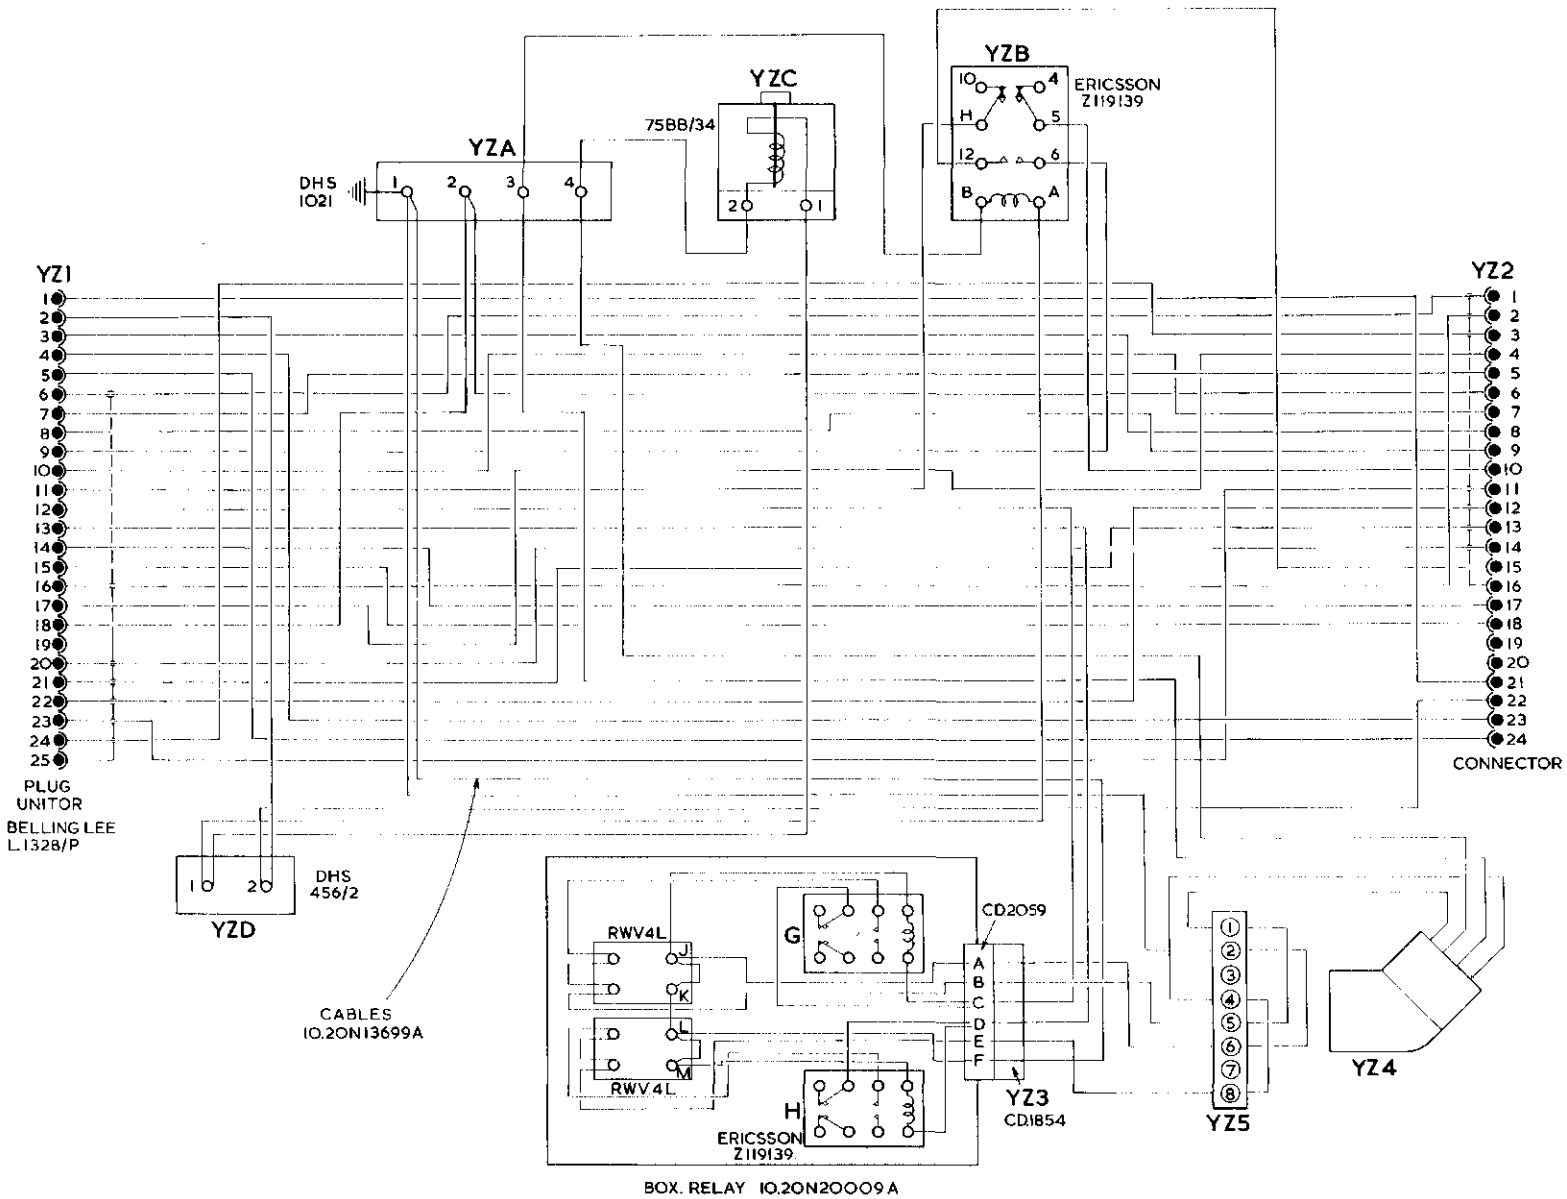 YZB
10 4
ERICSSON
Z119139
H 5
12 6
B A
YZC
75BB/34
2 1
YZA
DHS
1021
1 2 3 4
YZ1
1
2
3
4
5
6
7
8
9
10
11
12
13
14
15
16
17
18
19
20
21
22
23
24
25
PLUG
UNITOR
BELLING LEE
L.1328/P
YZ2
1
2
3
4
5
6
7
8
9
10
11
12
13
14
15
16
17
18
19
20
21
22
23
24
CONNECTOR
1 2
DHS
456/2
YZD
CABLES
10.20N13699A
RWV4L
J
K
L
M
RWV4L
G
H
ERICSSON
Z119139
CD.2059
A
B
C
D
E
F
YZ3
CD.1854
1
2
3
4
5
6
7
8
YZ5
YZ4
BOX. RELAY 10.20N20009A